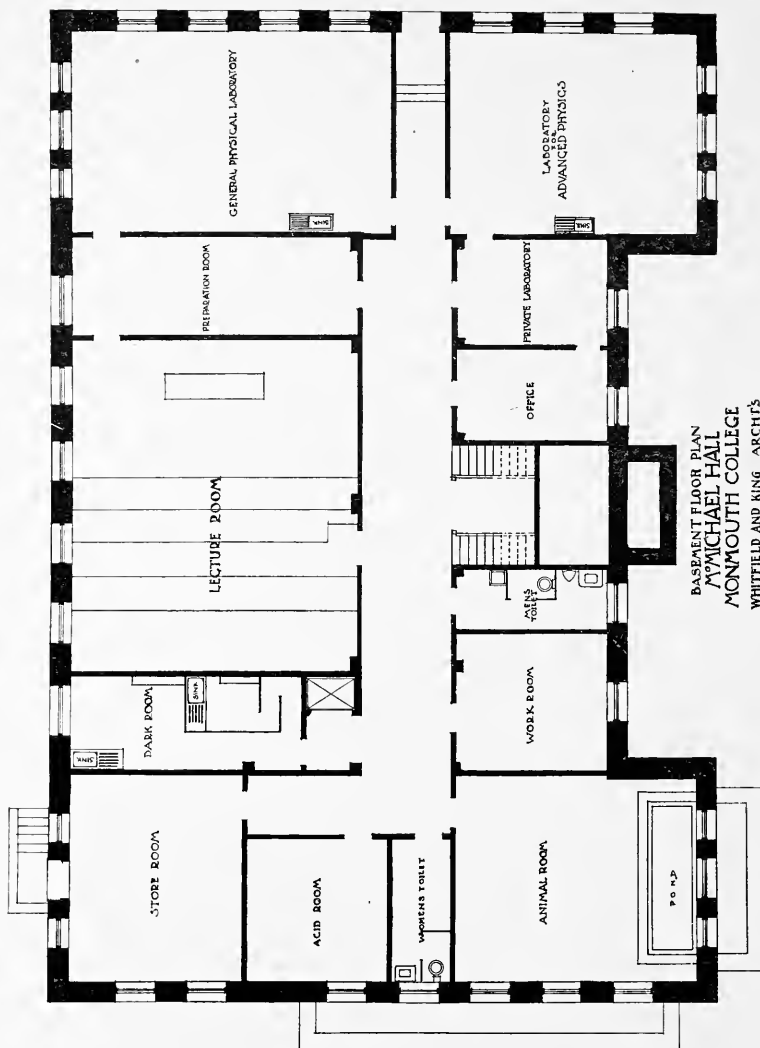 STORE ROOM
SINK
DARK ROOM
SINK
LECTURE ROOM
PREPARATION ROOM
GENERAL PHYSICAL LABORATORY
SINK
ACID ROOM
WOMENS TOILET
ANIMAL ROOM
WORK ROOM
MENS
TOILET
OFFICE
PRIVATE LABORATORY
LABORATORY
FOR
ADVANCED PHYSICS
SINK
POND
BASEMENT FLOOR PLAN
McMICHAEL HALL
MONMOUTH COLLEGE
WHITFIELD AND KING ARCHT'S